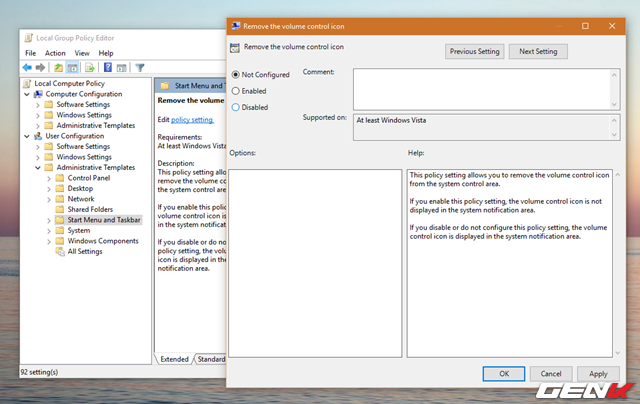 Local Group Policy Editor
File Action View Help
Local Computer Policy
Computer Configuration
Software Settings
Windows Settings
Administrative Templates
User Configuration
Software Settings
Windows Settings
Administrative Templates
Control Panel
Desktop
Network
Shared Folders
Start Menu and Taskbar
System
Windows Components
All Settings
92 setting(s)
Start Menu and
Remove the volume
Edit policy setting.
Requirements:
At least Windows Vista
Description:
This policy setting allow
remove the volume con
the system control area.
If you enable this policy
volume control icon is n
in the system notificatio
If you disable or do no
policy setting, the volu
icon is displayed in the
notification area.
Extended Standard
Remove the volume control icon
Remove the volume control icon
Previous Setting Next Setting
Not Configured
Enabled
Disabled
Comment:
Supported on:
At least Windows Vista
Options:
Help:
This policy setting allows you to remove the volume control icon
from the system control area.
If you enable this policy setting, the volume control icon is not
displayed in the system notification area.
If you disable or do not configure this policy setting, the volume
control icon is displayed in the system notification area.
OK Cancel Apply
GENK